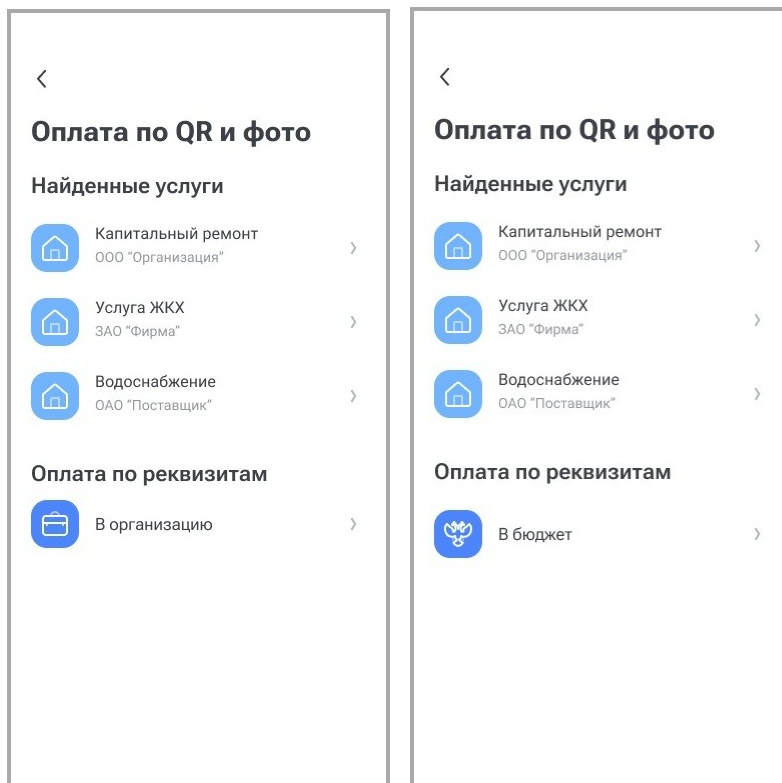 Оплата по QR и фото
Найденные услуги
Капитальный ремонт
ООО "Организация"
Услуга ЖКХ
ЗАО "Фирма"
Водоснабжение
ОАО "Поставщик"
Оплата по реквизитам
В организацию
Оплата по QR и фото
Найденные услуги
Капитальный ремонт
ООО "Организация"
Услуга ЖКХ
ЗАО "Фирма"
Водоснабжение
ОАО "Поставщик"
Оплата по реквизитам
В бюджет